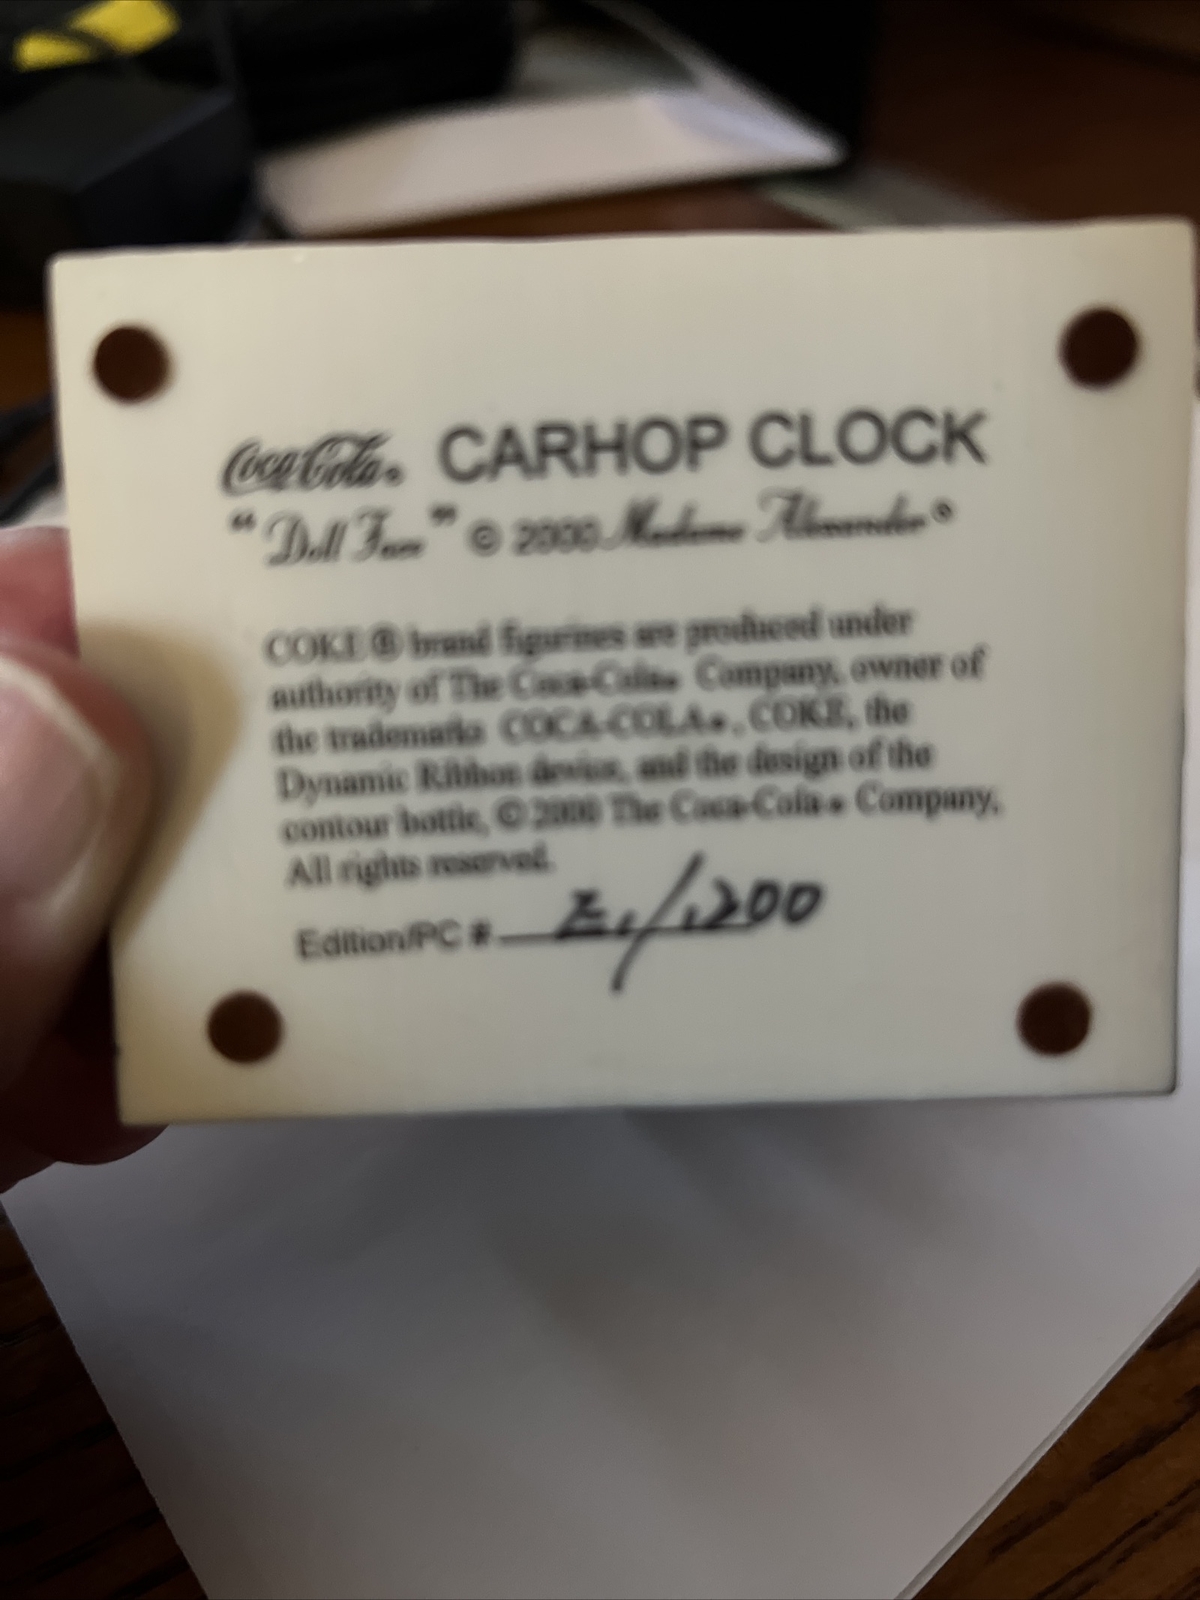 Coca-Cola® CARHOP CLOCK
"Doll Face" © 2000 Madame Alexander®
COKE ® brand figurines are produced under
authority of The Coca-Cola® Company, owner of
the trademarks COCA-COLA®, COKE, the
Dynamic Ribbon device, and the design of the
contour bottle, © 2000 The Coca-Cola® Company,
All rights reserved.
Edition/PC # /1200